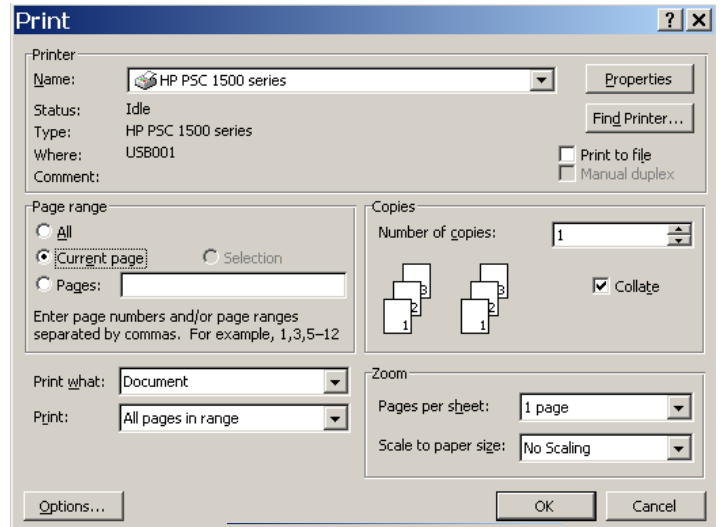 Print
Printer
Name: HP PSC 1500 series Properties
Status: Idle
Find Printer...
Type: HP PSC 1500 series
Where: USB001
Print to file
Comment:
Manual duplex
Page range
All
Current page Selection
Pages:
Enter page numbers and/or page ranges
separated by commas. For example, 1,3,5–12
Copies
Number of copies: 1
3 3
2 2
1 1
Collate
Print what: Document
Print: All pages in range
Zoom
Pages per sheet: 1 page
Scale to paper size: No Scaling
Options... OK Cancel